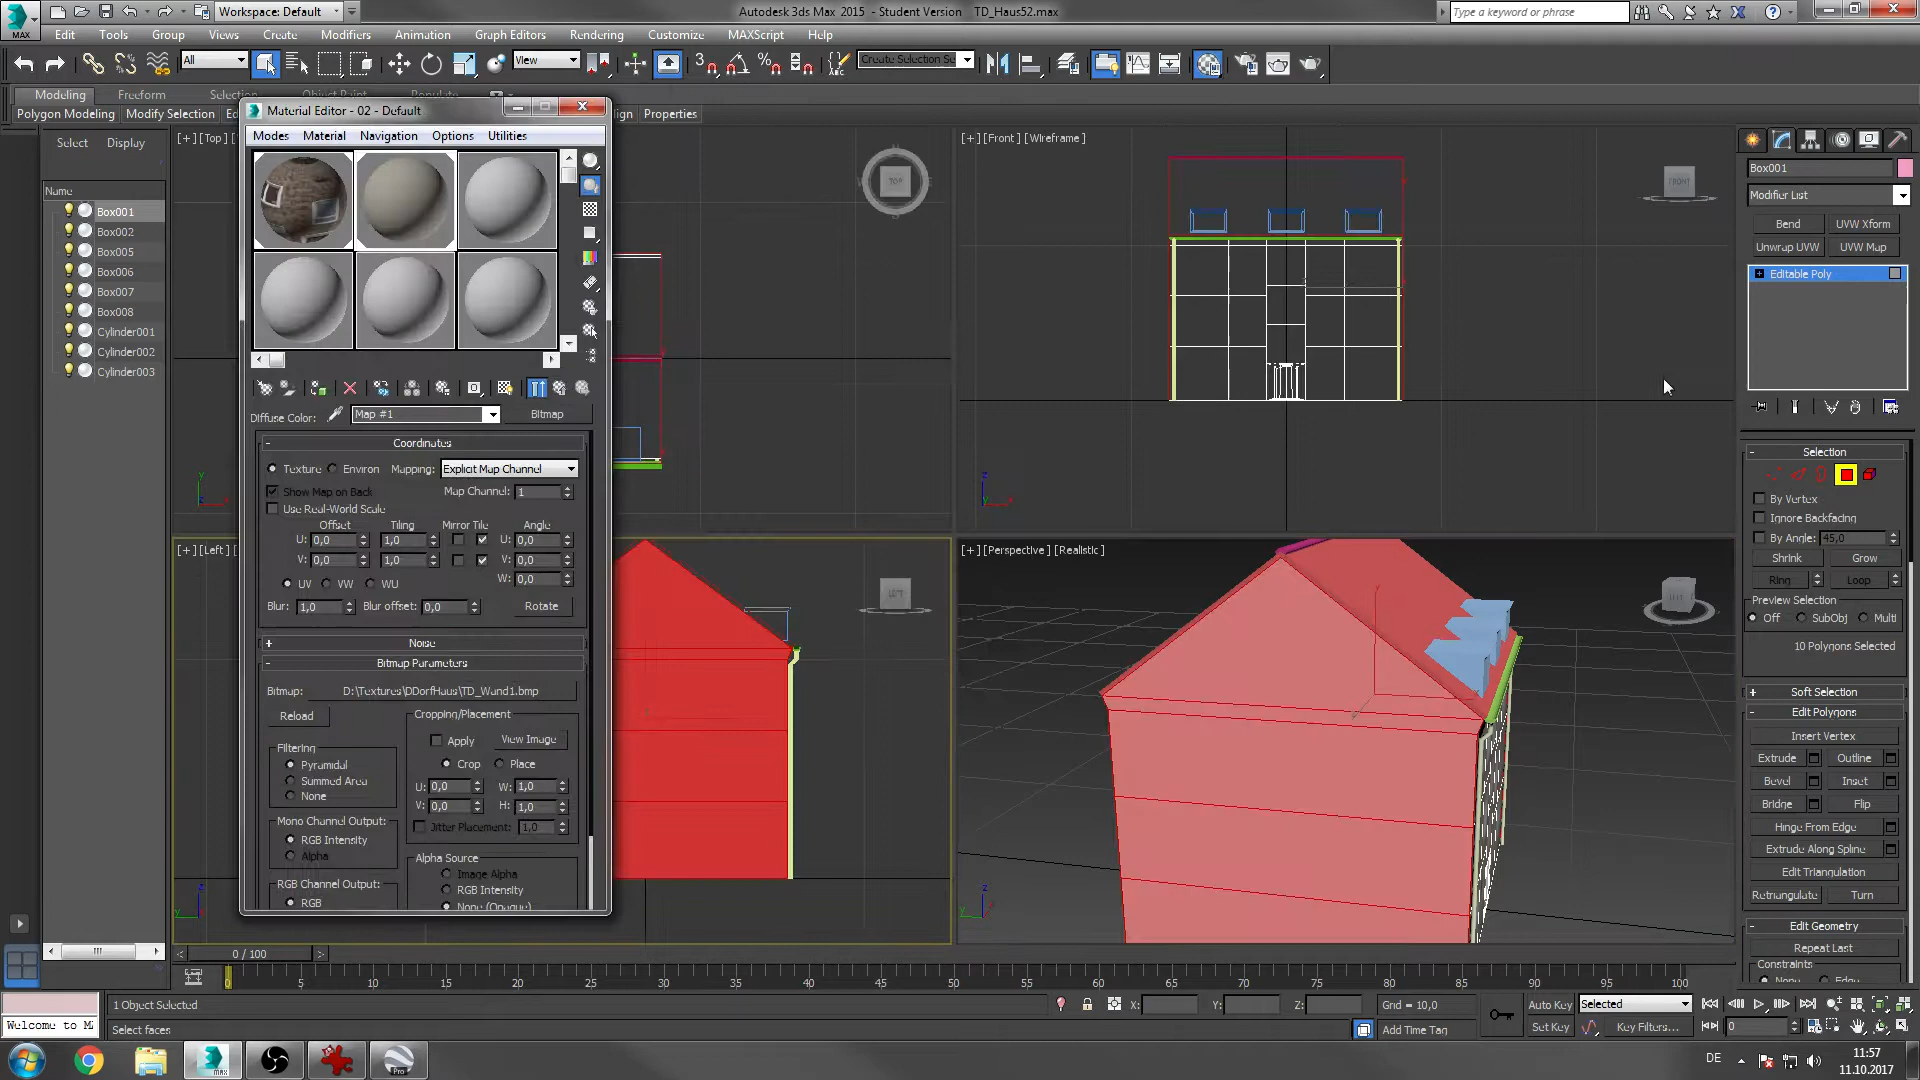 Workspace: Default
Autodesk 3ds Max 2015 - Student Version    TD_Haus52.max
Type a keyword or phrase
MAX
Edit Tools Group Views Create Modifiers Animation Graph Editors Rendering Customize MAXScript Help
All
View
Create Selection Se
Modeling Freeform Selection Object Paint
Polygon Modeling Modify Selection Ed
ign Properties
Select Display
Name
Box001
Box002
Box005
Box006
Box007
Box008
Cylinder001
Cylinder002
Cylinder003
Material Editor - 02 - Default
Modes Material Navigation Options Utilities
Diffuse Color: Map #1 Bitmap
- Coordinates
Texture Environ Mapping: Explicit Map Channel
Show Map on Back Map Channel: 1
Use Real-World Scale
Offset Tiling Mirror Tile Angle
U: 0,0 1,0 U: 0,0
V: 0,0 1,0 V: 0,0
W: 0,0
UV VW WU
Blur: 1,0 Blur offset: 0,0 Rotate
+ Noise
- Bitmap Parameters
Bitmap: D:\Textures\DDorfHaus\TD_Wand1.bmp
Reload
Cropping/Placement
Apply View Image
Crop Place
U: 0,0 W: 1,0
V: 0,0 H: 1,0
Jitter Placement: 1,0
Filtering
Pyramidal
Summed Area
None
Mono Channel Output:
RGB Intensity
Alpha
RGB Channel Output:
RGB
Alpha Source
Image Alpha
RGB Intensity
None (Opaque)
[+] [Top] [
TOP
[+] [Front] [Wireframe]
FRONT
[+] [Left] [
LEFT
[+] [Perspective] [Realistic]
LEFT
Box001
Modifier List
Bend UVW Xform
Unwrap UVW UVW Map
Editable Poly
- Selection
By Vertex
Ignore Backfacing
By Angle: 45,0
Shrink Grow
Ring Loop
Preview Selection
Off SubObj Multi
10 Polygons Selected
+ Soft Selection
- Edit Polygons
Insert Vertex
Extrude Outline
Bevel Inset
Bridge Flip
Hinge From Edge
Extrude Along Spline
Edit Triangulation
Retriangulate Turn
- Edit Geometry
Repeat Last
Constraints
None Edge
0 / 100
0 5 10 15 20 25 30 35 40 45 50 55 60 65 70 75 80 85 90 95 100
1 Object Selected
X: Y: Z: Grid = 10,0
Auto Key Selected
Welcome to M
Select faces
Add Time Tag
Set Key Key Filters...
0
MAX
Pro
DE
11:57
11.10.2017